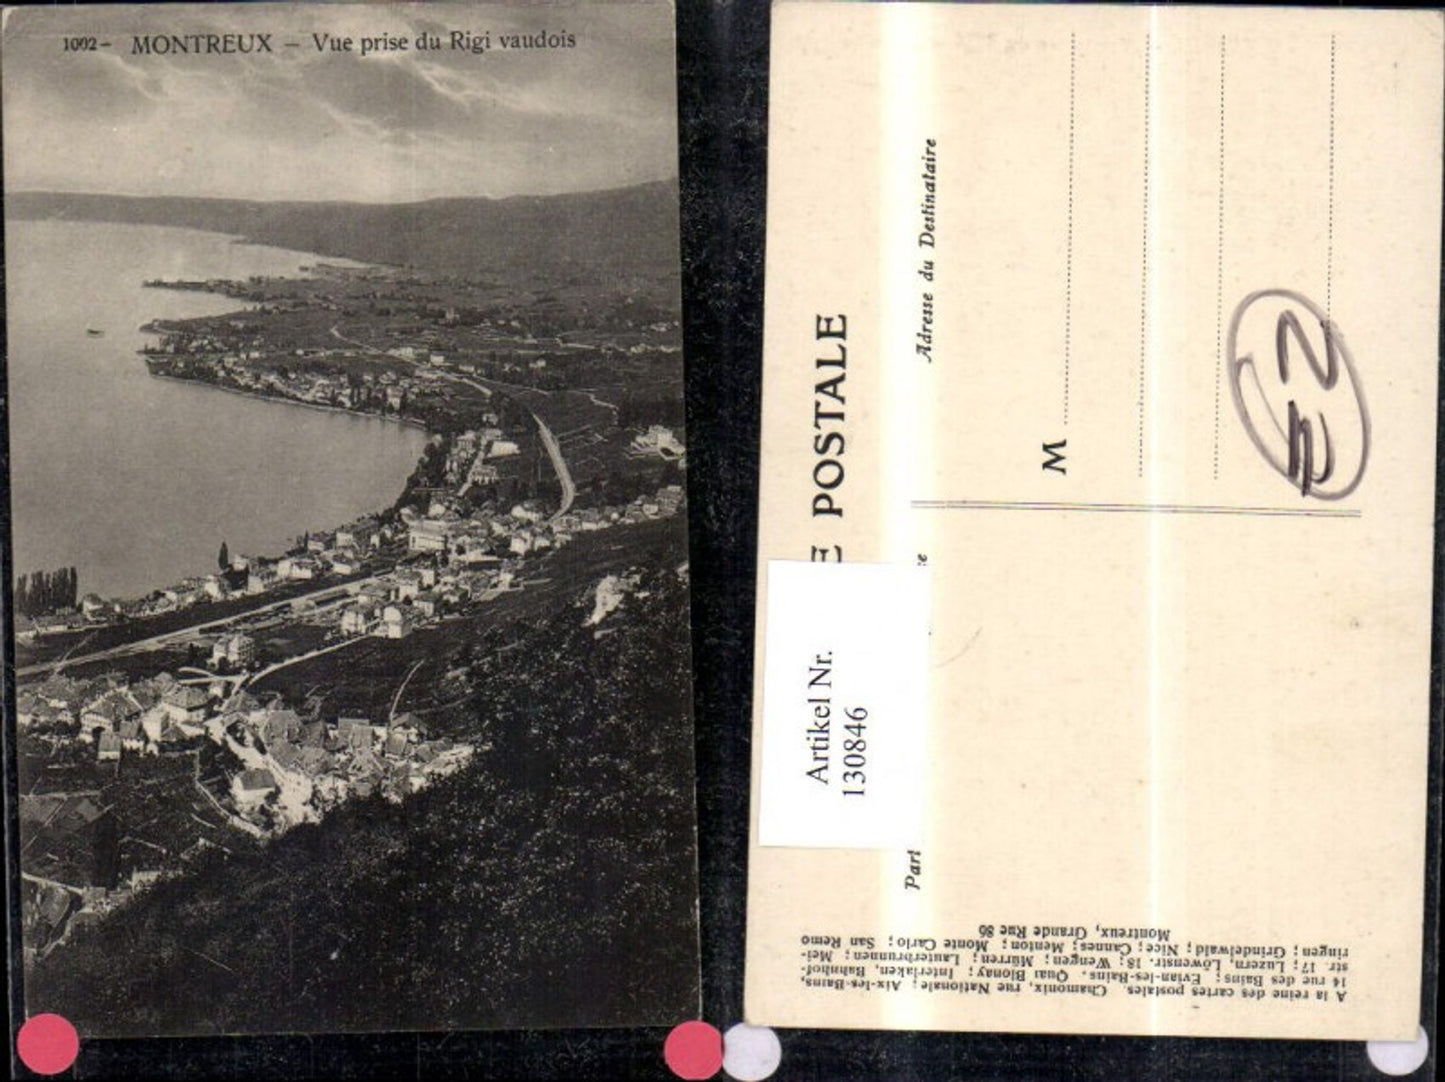 1002 – MONTREUX – Vue prise du Rigi vaudois
E POSTALE
Adresse du Destinataire
M
Part
Artikel Nr.
130846
A la reine des cartes postales. Chamonix, rue Nationale; Aix-les-Bains,
14 rue des Bains; Evian-les-Bains, Quai Blonay; Interlaken, Bahnhof-
str. 17; Luzern, Löwenstr. 18; Wengen; Mürren; Lauterbrunnen; Mei-
ringen; Grindelwald; Nice; Cannes; Menton; Monte Carlo; San Remo
Montreux, Grande Rue 86